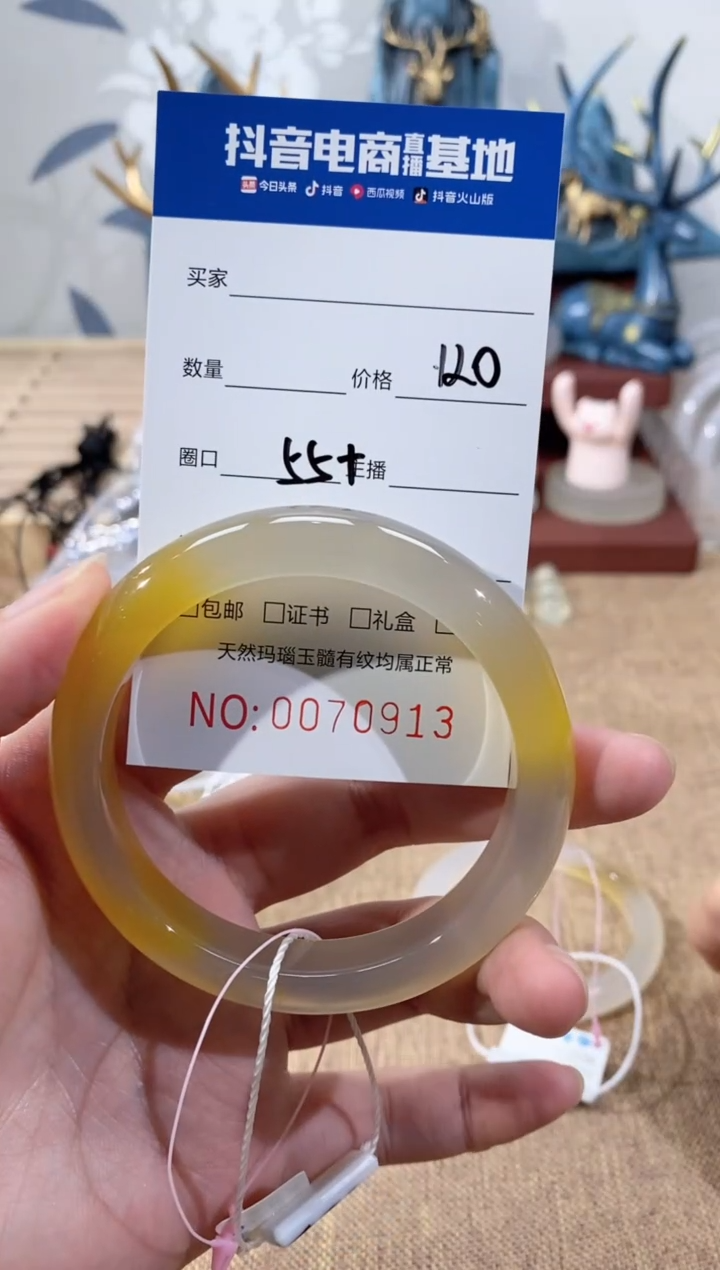 抖音电商直播基地
今日头条 抖音 西瓜视频 抖音火山版
买家
数量 价格 120
圈口 55+ 主播
□包邮 □证书 □礼盒 □
天然玛瑙玉髓有纹均属正常
NO:0070913